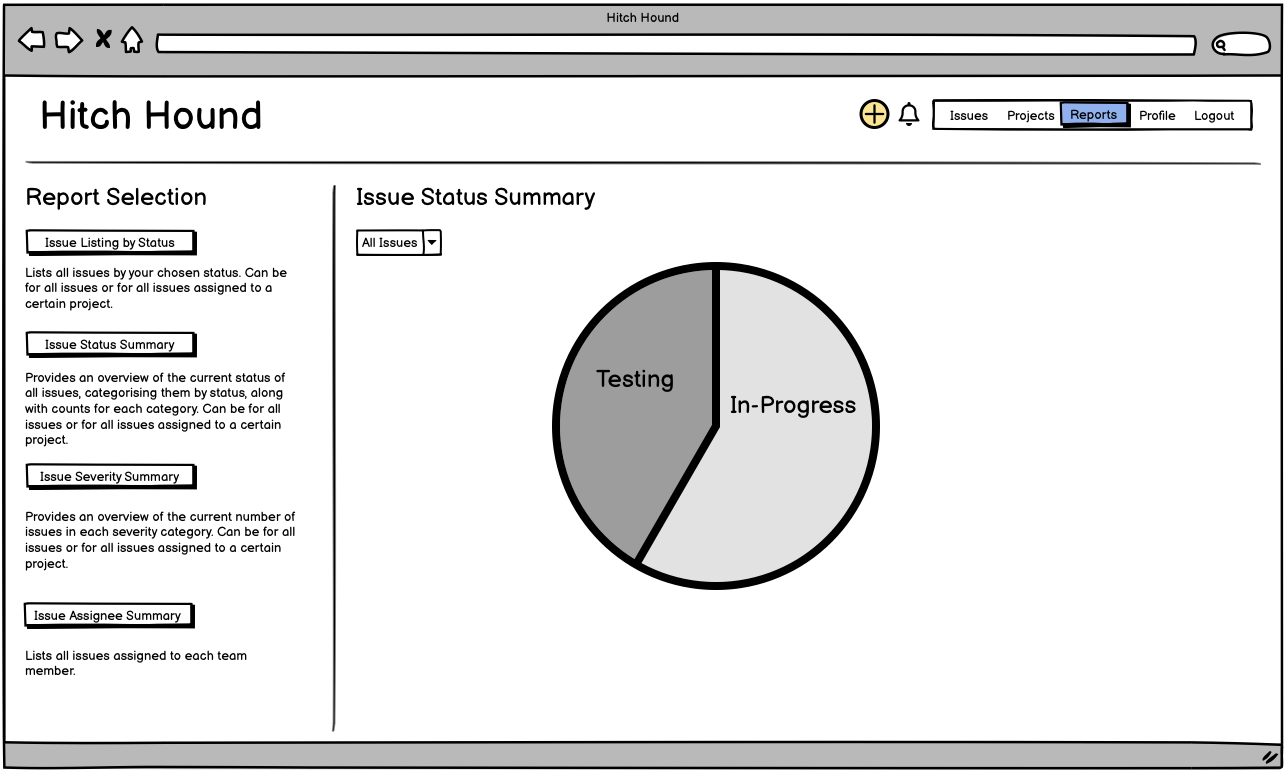 Hitch Hound
Hitch Hound
Issues Projects Reports Profile Logout
Report Selection
Issue Listing by Status
Lists all issues by your chosen status. Can be
for all issues or for all issues assigned to a
certain project.
Issue Status Summary
Provides an overview of the current status of
all issues, categorising them by status, along
with counts for each category. Can be for all
issues or for all issues assigned to a certain
project.
Issue Severity Summary
Provides an overview of the current number of
issues in each severity category. Can be for all
issues or for all issues assigned to a certain
project.
Issue Assignee Summary
Lists all issues assigned to each team
member.
Issue Status Summary
All Issues
Testing
In-Progress